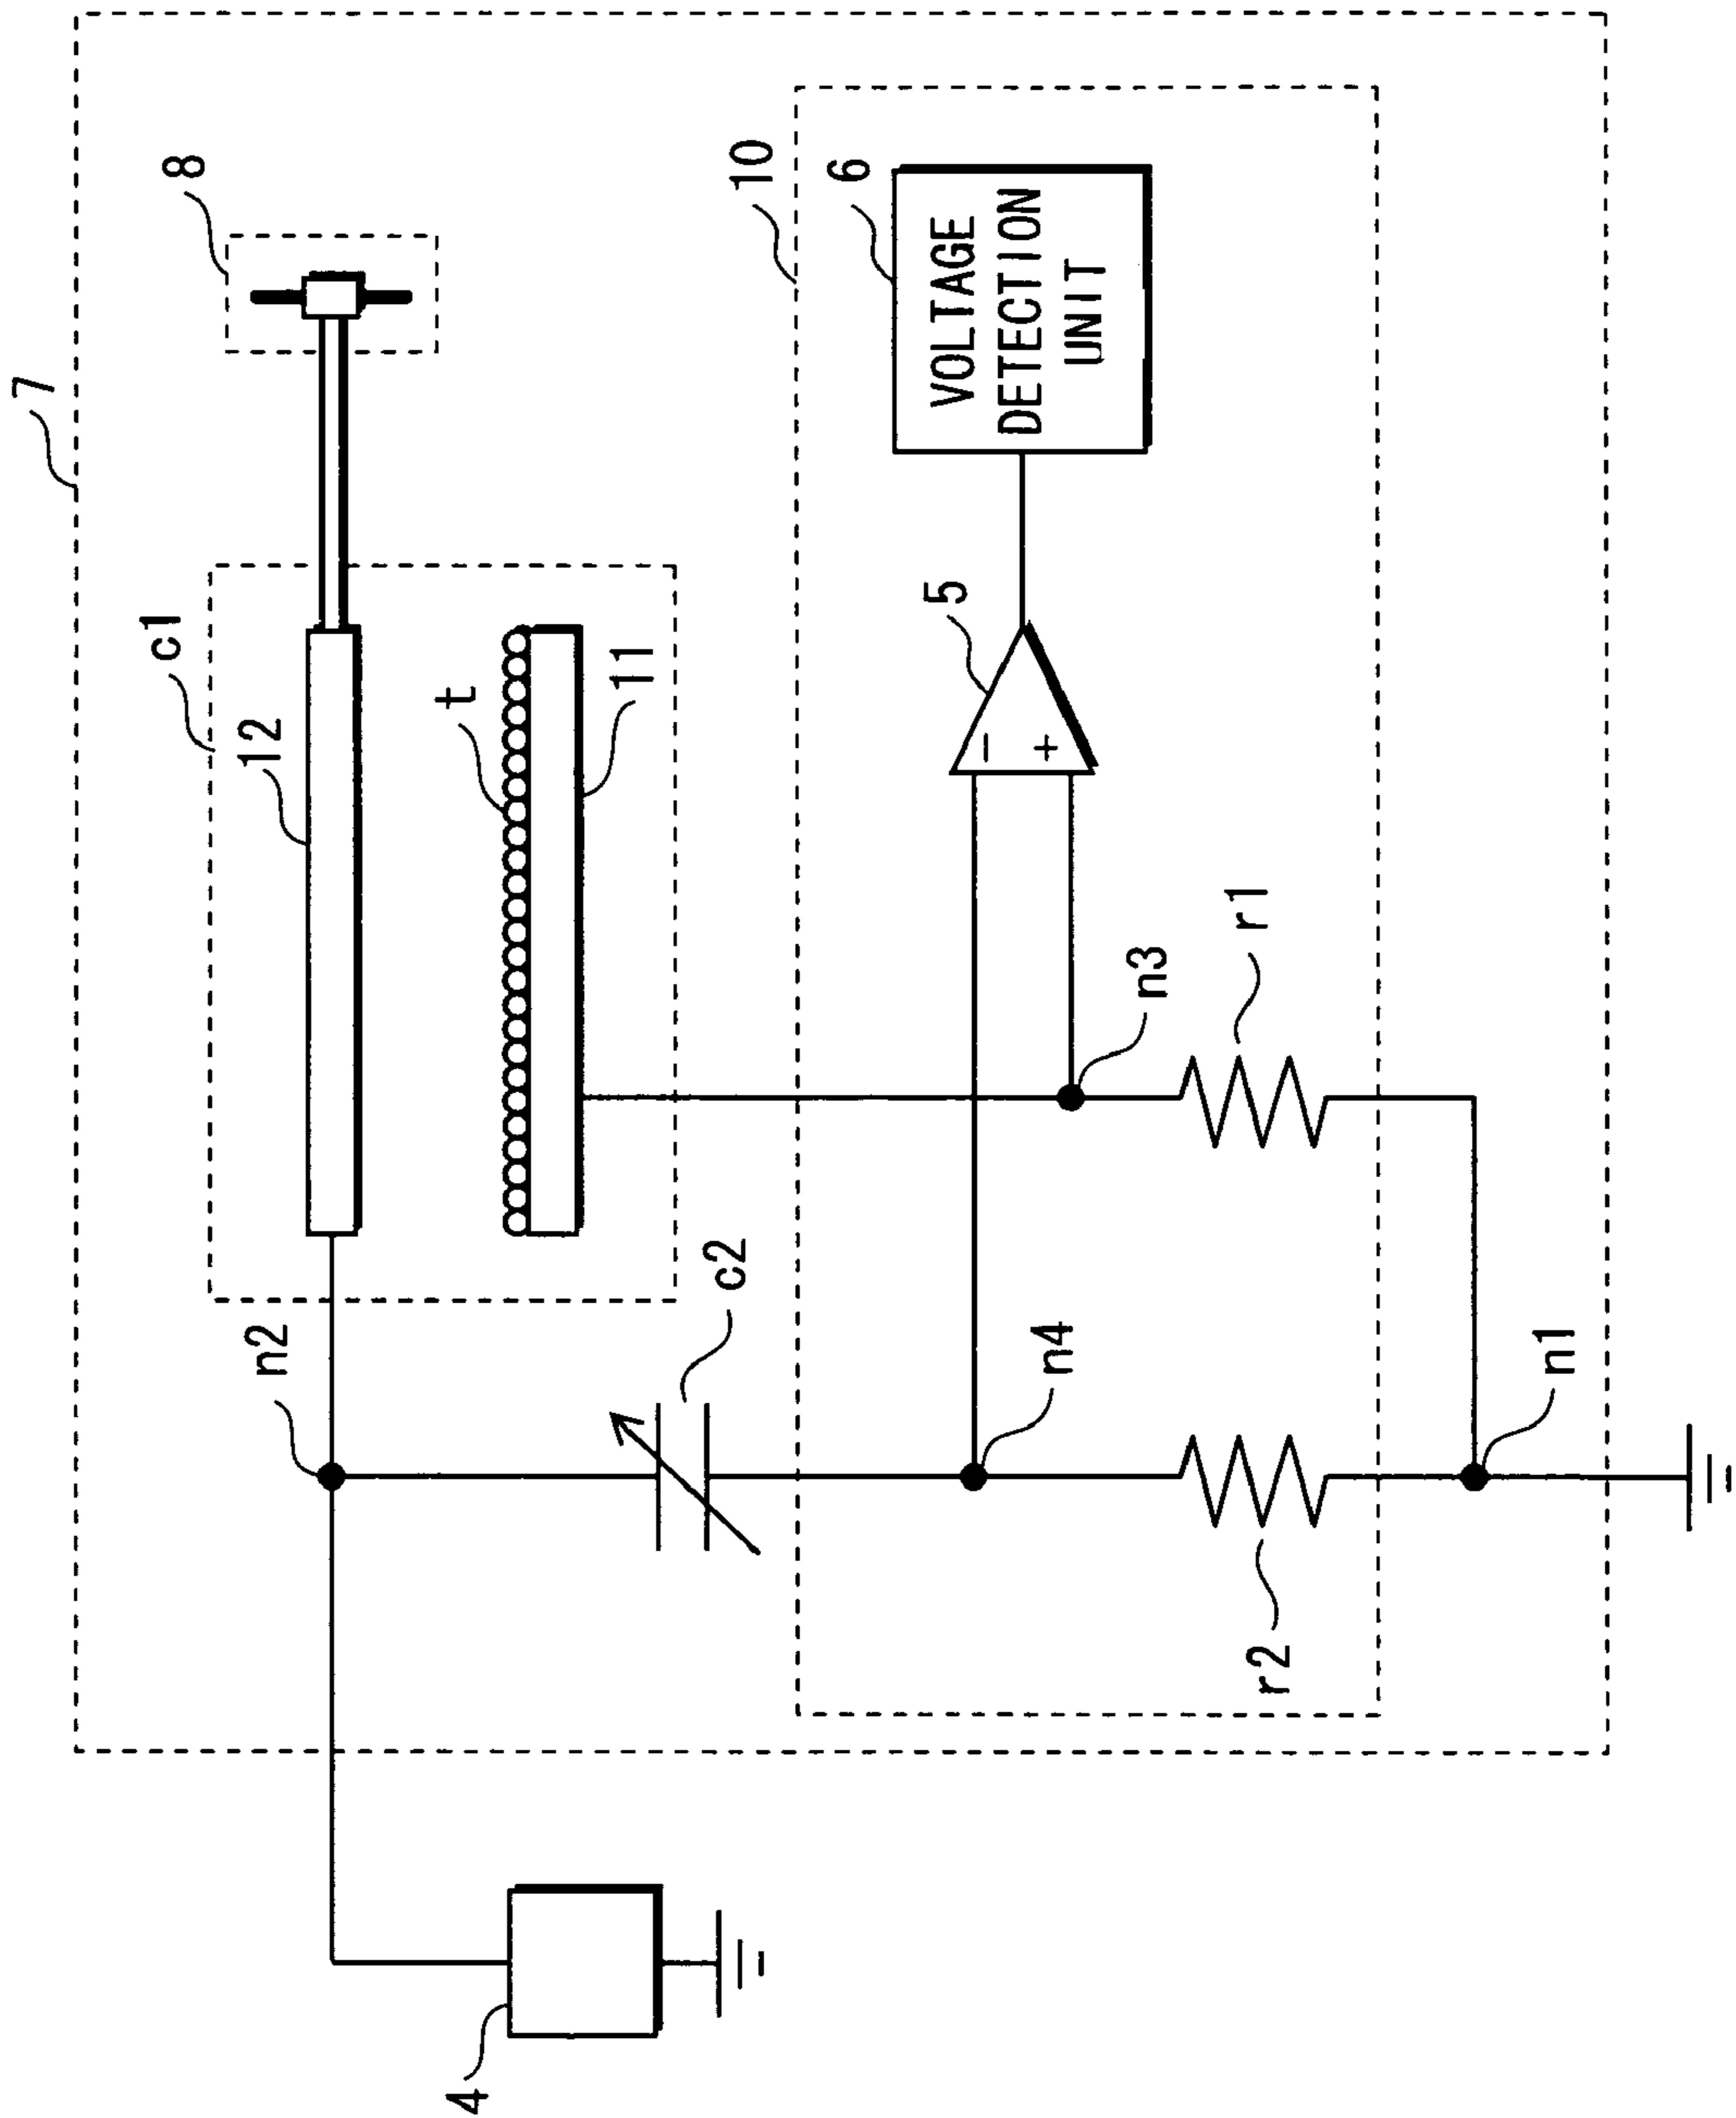 7
c1
8
n2
12
4
t
11
c2
10
6
5
VOLTAGE
DETECTION
UNIT
−
+
n4
n3
r1
r2
n1